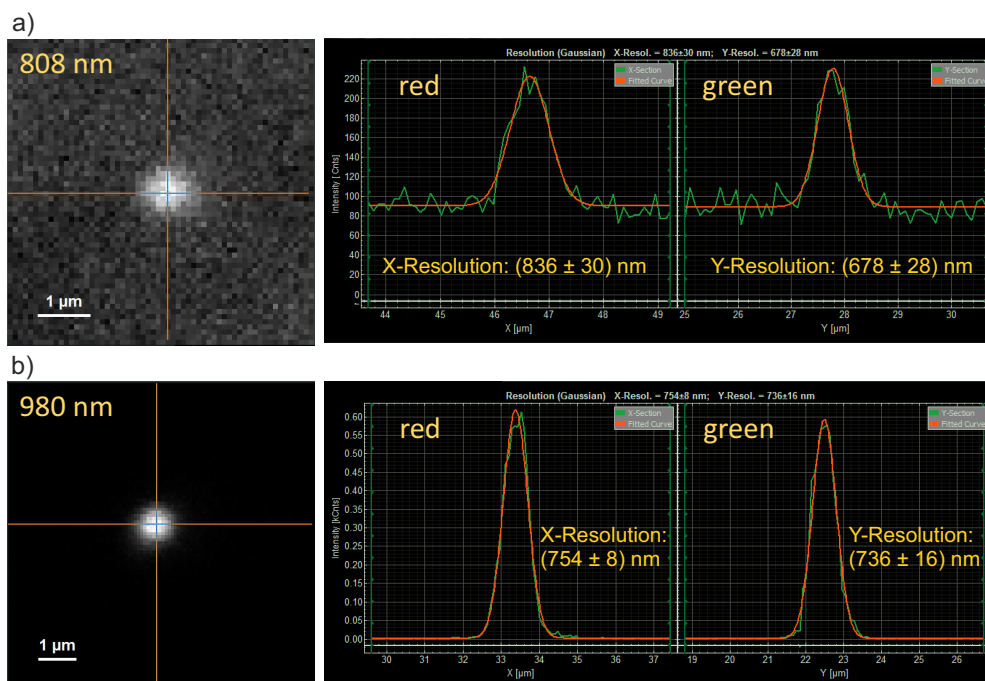 a)
808 nm
1 µm
Resolution (Gaussian) X-Resol. = 836±30 nm; Y-Resol. = 678±28 nm
red
X-Section
Fitted Curve
green
Y-Section
Fitted Curve
Intensity [Cnts]
220
200
180
160
140
120
100
80
60
40
20
0
X-Resolution: (836 ± 30) nm
Y-Resolution: (678 ± 28) nm
44 45 46 47 48 49
X [µm]
25 26 27 28 29 30
Y [µm]
b)
980 nm
1 µm
Resolution (Gaussian) X-Resol. = 754±8 nm; Y-Resol. = 736±16 nm
red
X-Section
Fitted Curve
green
Y-Section
Fitted Curve
Intensity [kCnts]
0.60
0.55
0.50
0.45
0.40
0.35
0.30
0.25
0.20
0.15
0.10
0.05
0.00
X-Resolution:
(754 ± 8) nm
Y-Resolution:
(736 ± 16) nm
30 31 32 33 34 35 36 37
X [µm]
19 20 21 22 23 24 25 26
Y [µm]